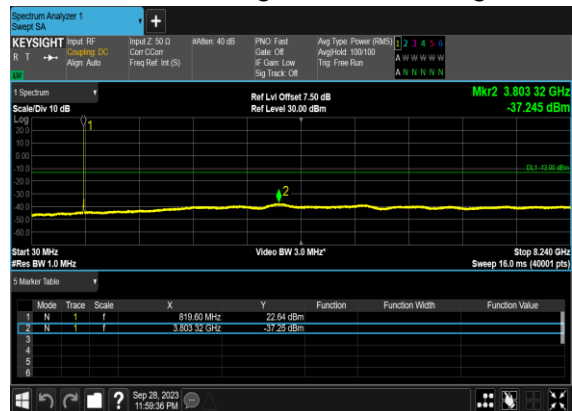 Spectrum Analyzer 1
Swept SA
+
KEYSIGHT Input: RF Input Z: 50 Ω #Atten: 40 dB PNO: Fast Avg Type: Power (RMS) 1 2 3 4 5 6
R T Coupling: DC Corr CCorr Gate: Off Avg|Hold: 100/100 A W W W W W
Align: Auto Freq Ref: Int (S) IF Gain: Low Trig: Free Run
LW Sig Track: Off A N N N N N
1 Spectrum Ref Lvl Offset 7.50 dB Mkr2 3.803 32 GHz
Scale/Div 10 dB Ref Level 30.00 dBm -37.245 dBm
Log
20.0
10.0
0.00
-10.0
-20.0
-30.0
-40.0
-50.0
-60.0
1
DL1 -13.00 dBm
2
Start 30 MHz Video BW 3.0 MHz* Stop 8.240 GHz
#Res BW 1.0 MHz Sweep 16.0 ms (40001 pts)
5 Marker Table
Mode Trace Scale X Y Function Function Width Function Value
1 N 1 f 819.60 MHz 22.64 dBm
2 N 1 f 3.803 32 GHz -37.25 dBm
3
4
5
6
? Sep 28, 2023
11:59:36 PM